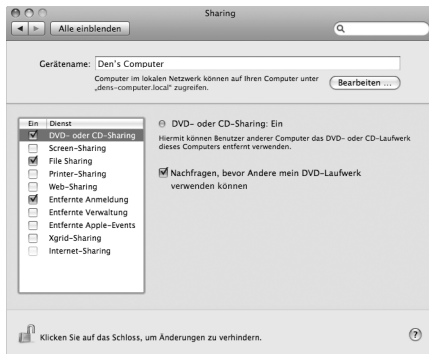 Sharing
Alle einblenden
Gerätename: Den's Computer
Computer im lokalen Netzwerk können auf Ihren Computer unter
„dens-computer.local“ zugreifen.
Bearbeiten ...
Ein Dienst
DVD- oder CD-Sharing
Screen-Sharing
File Sharing
Printer-Sharing
Web-Sharing
Entfernte Anmeldung
Entfernte Verwaltung
Entfernte Apple-Events
Xgrid-Sharing
Internet-Sharing
DVD- oder CD-Sharing: Ein
Hiermit können Benutzer anderer Computer das DVD- oder CD-Laufwerk
dieses Computers entfernt verwenden.
Nachfragen, bevor Andere mein DVD-Laufwerk
verwenden können
Klicken Sie auf das Schloss, um Änderungen zu verhindern.
?